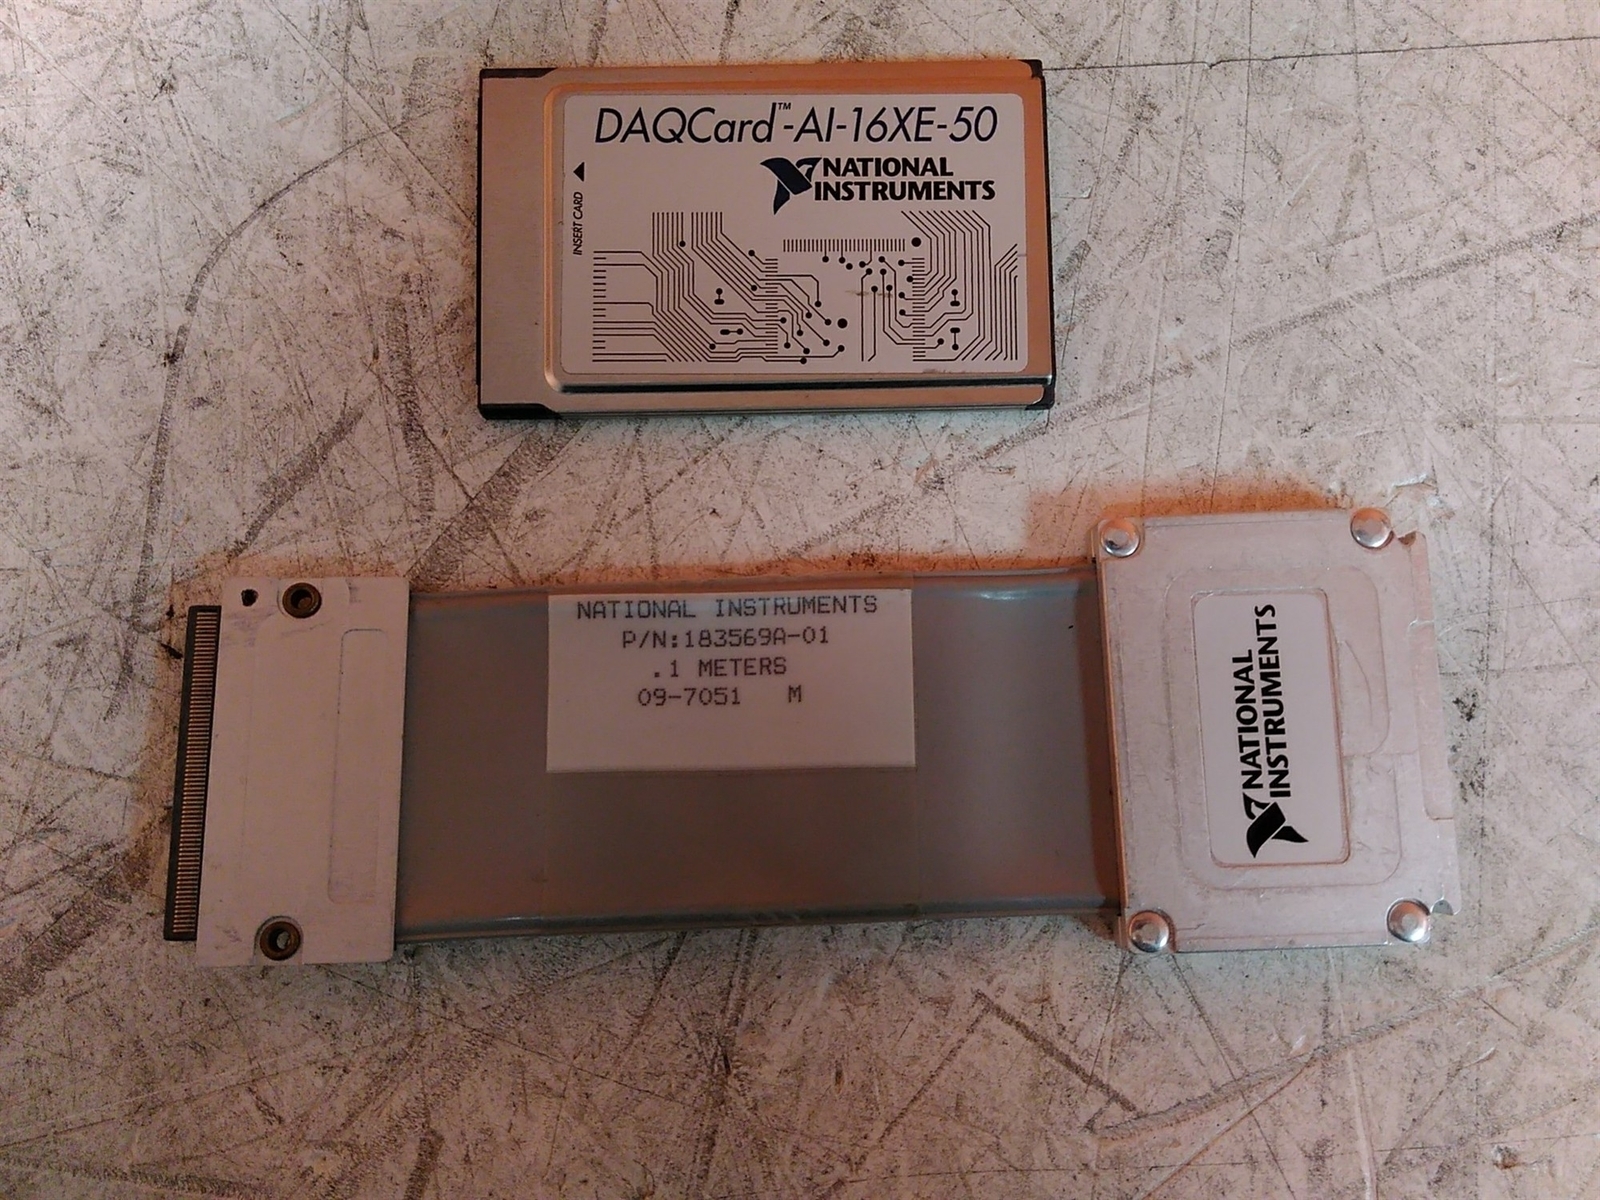 DAQCard™-AI-16XE-50
NATIONAL
INSTRUMENTS
INSERT CARD
NATIONAL INSTRUMENTS
P/N:183569A-01
.1 METERS
09-7051 M
NATIONAL
INSTRUMENTS